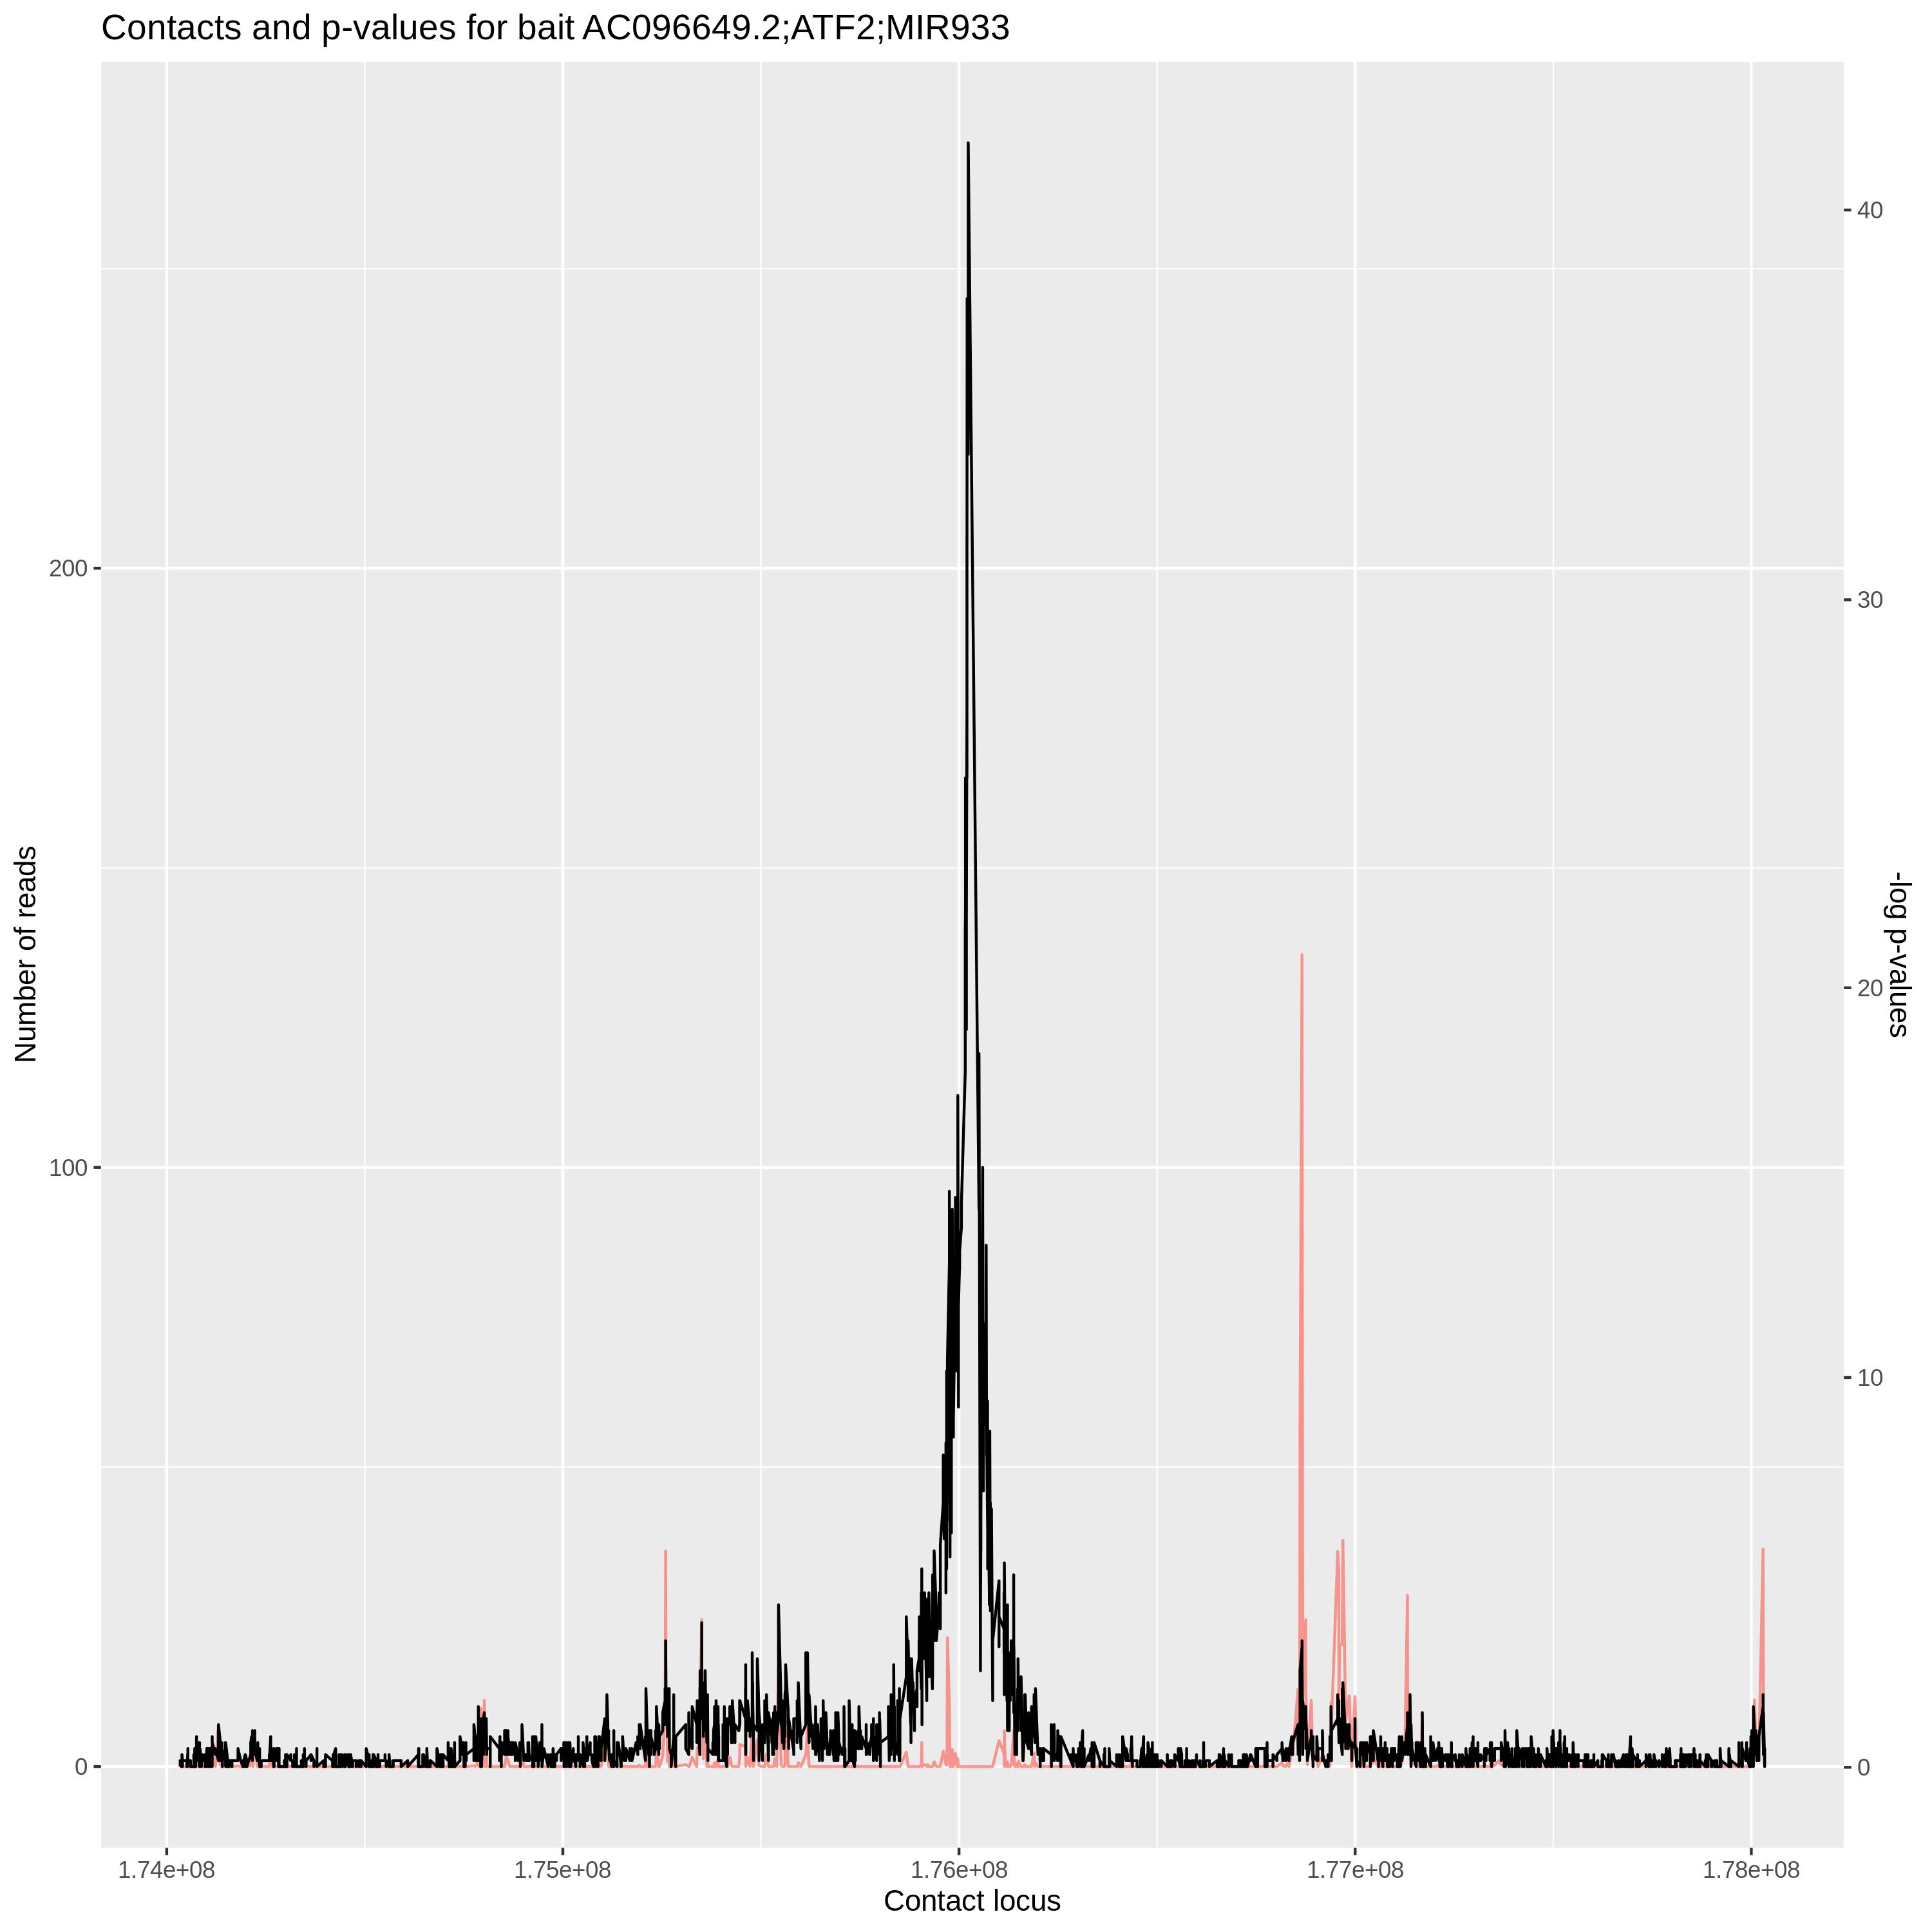 Contacts and p-values for bait AC096649.2;ATF2;MIR933
Number of reads
200
100
0
40
30
20
10
0
-log p-values
1.74e+08
1.75e+08
1.76e+08
1.77e+08
1.78e+08
Contact locus